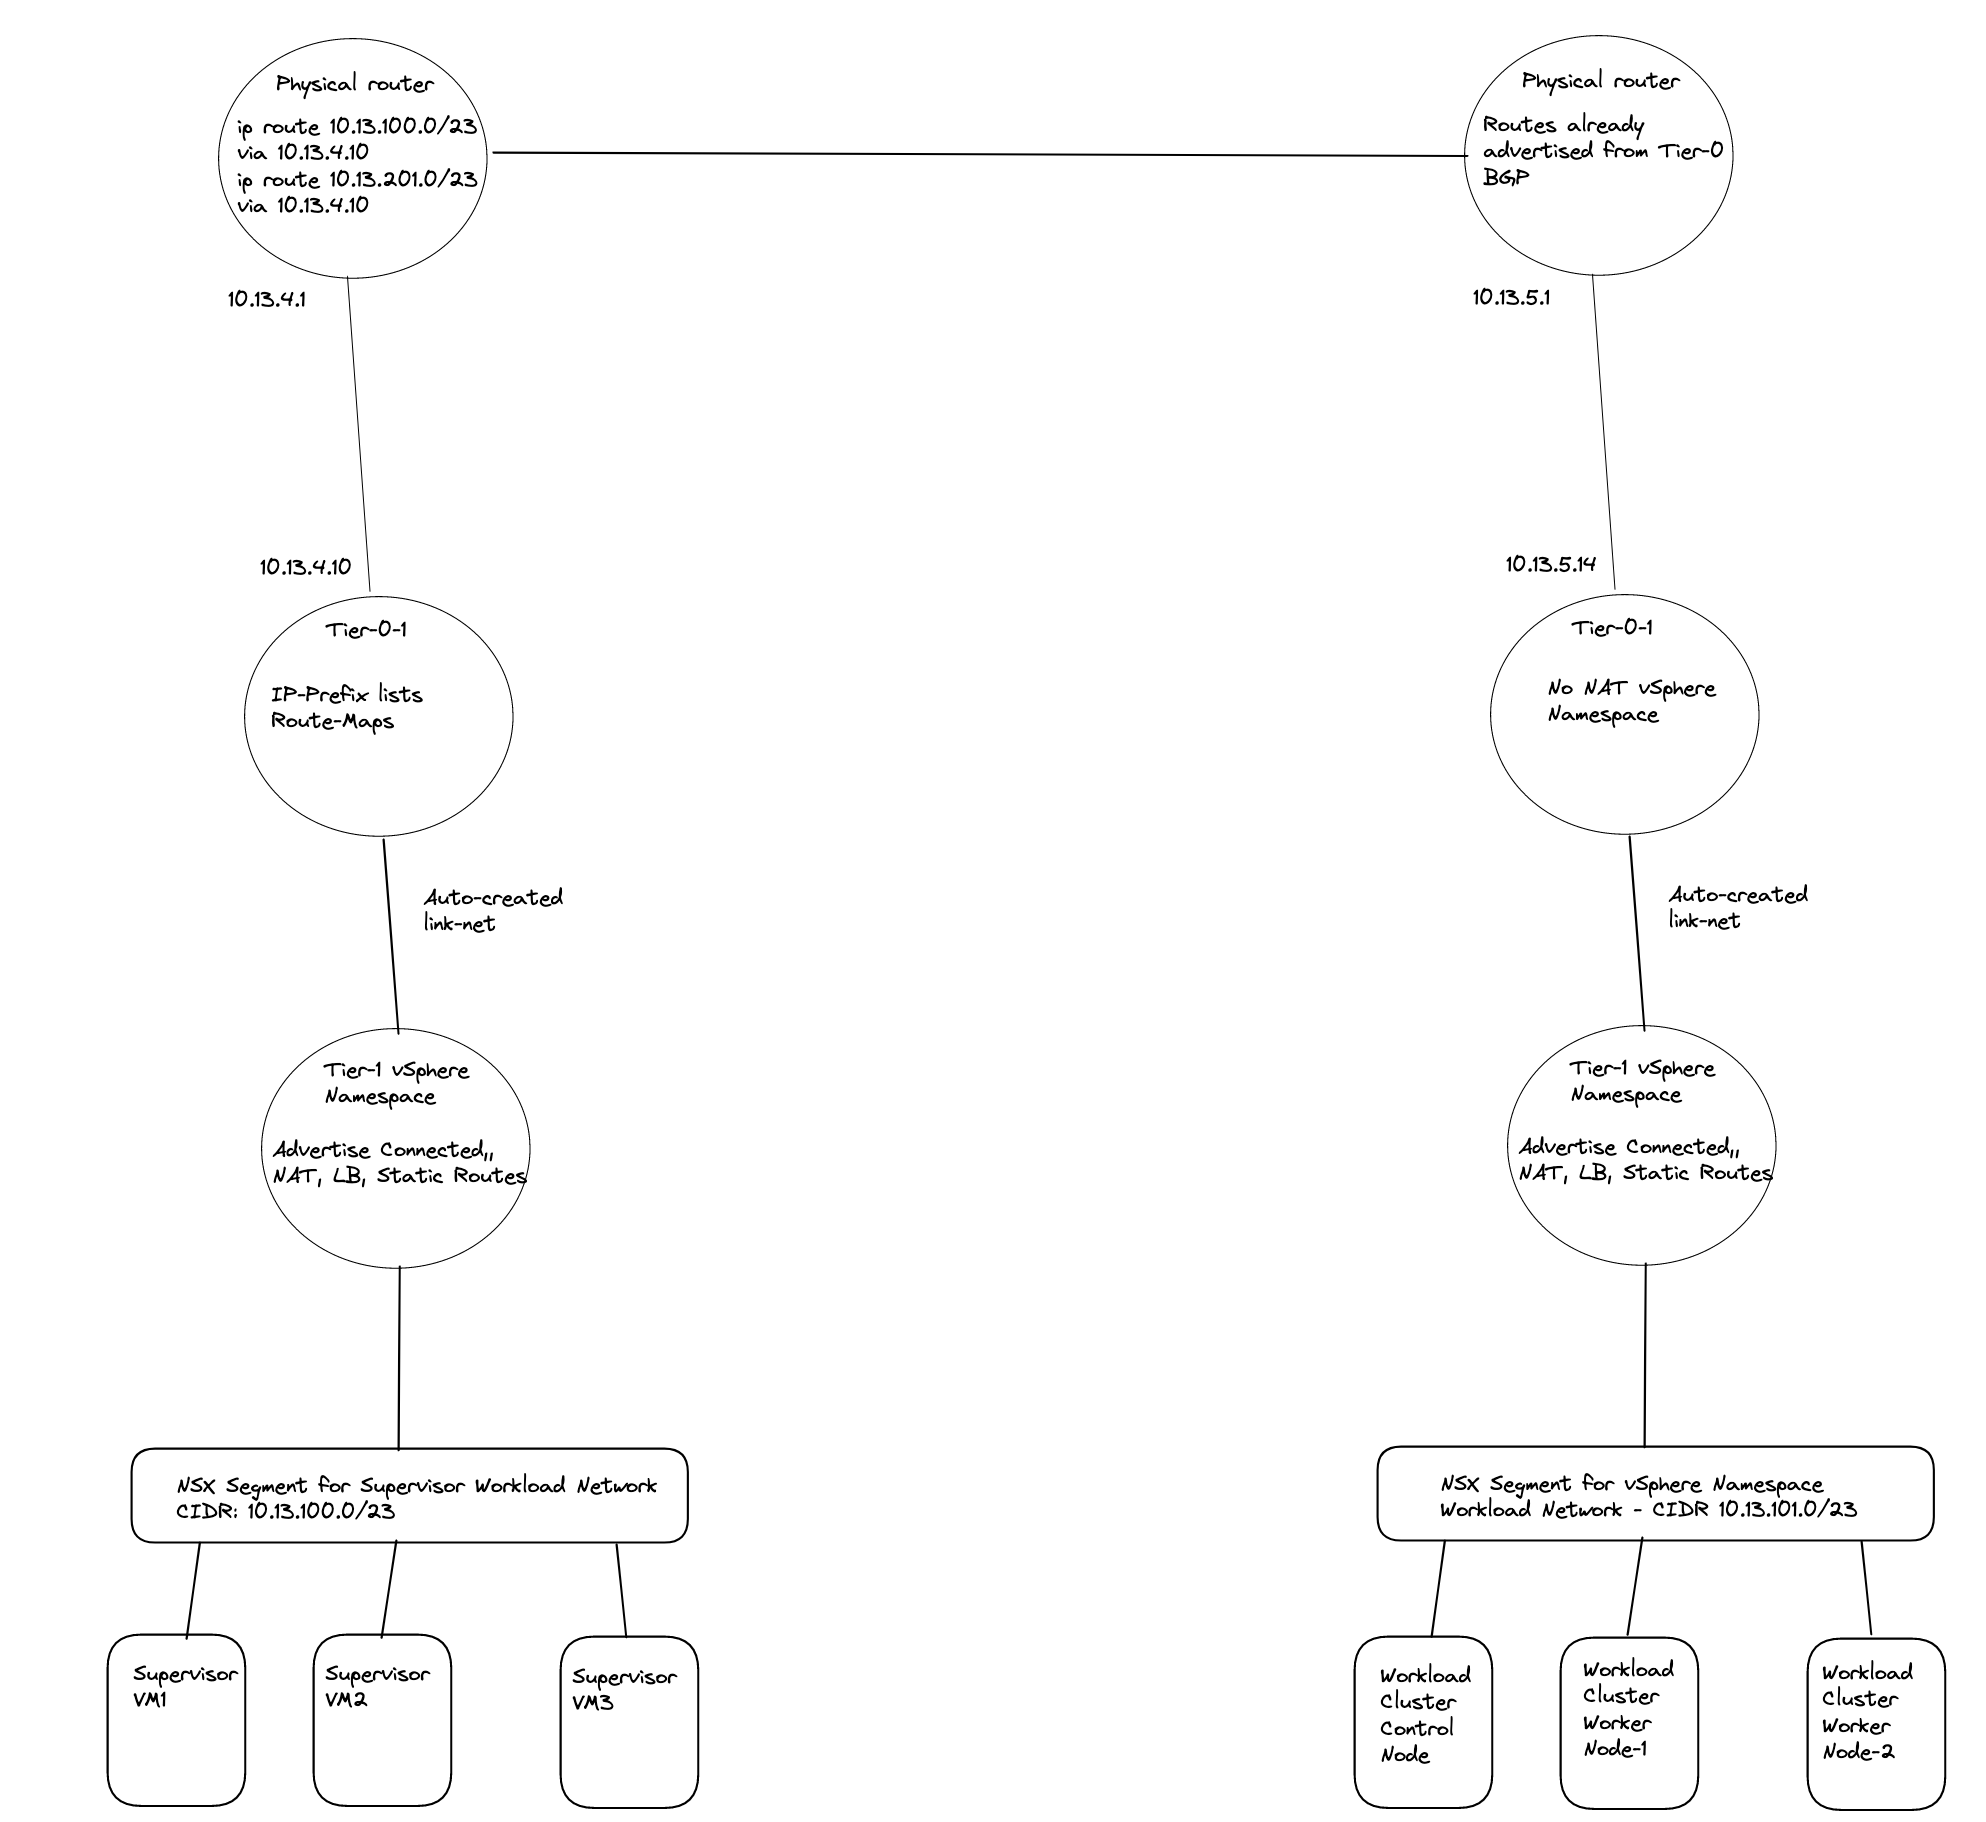 Physical router
ip route 10.13.100.0/23
via 10.13.4.10
ip route 10.13.201.0/23
via 10.13.4.10
10.13.4.1
Physical router
Routes already
advertised from Tier-0
BGP
10.13.5.1
10.13.4.10
Tier-0-1
IP-Prefix lists
Route-Maps
10.13.5.14
Tier-0-1
No NAT vSphere
Namespace
Auto-created
link-net
Auto-created
link-net
Tier-1 vSphere
Namespace
Advertise Connected,,
NAT, LB, Static Routes
Tier-1 vSphere
Namespace
Advertise Connected,,
NAT, LB, Static Routes
NSX Segment for Supervisor Workload Network
CIDR: 10.13.100.0/23
NSX Segment for vSphere Namespace
Workload Network - CIDR 10.13.101.0/23
Supervisor
VM1
Supervisor
VM2
Supervisor
VM3
Workload
Cluster
Control
Node
Workload
Cluster
Worker
Node-1
Workload
Cluster
Worker
Node-2